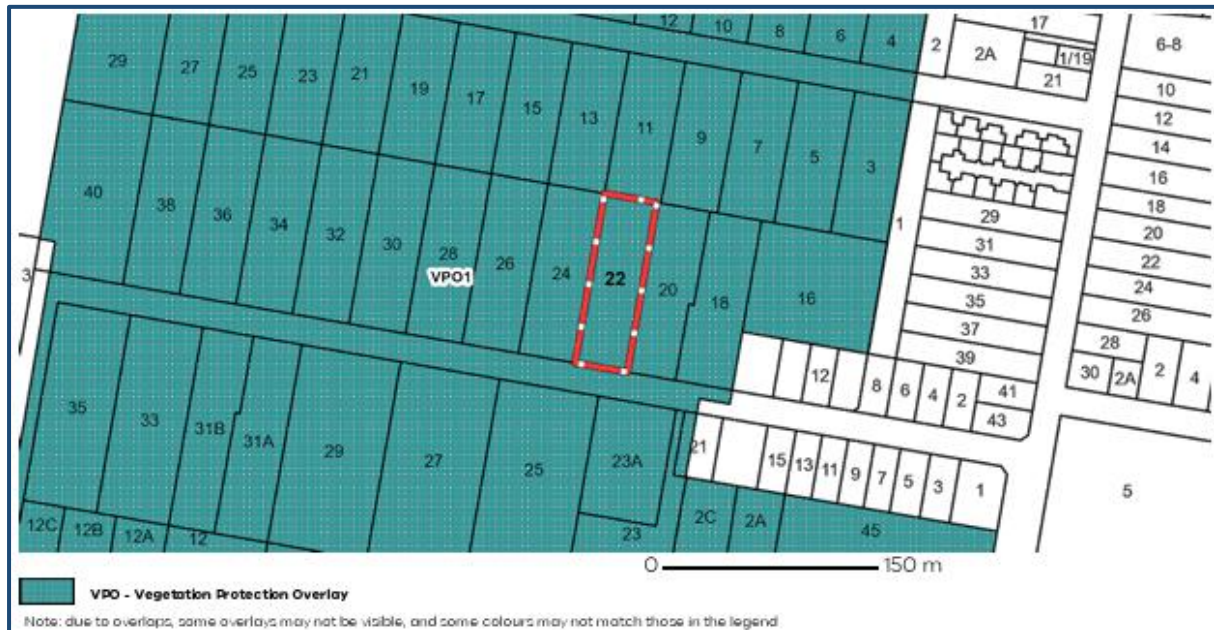 12 10 8 6 4 2 17
2A 1/19 6-8
21
29 27 25 23 21 19 17 15 13 11 9 7 5 3
10
12
14
16
18
20
22
24
26
40 38 36 34 32 30 28 26 24 22 20 18 16 1
29
31
33
35
37
39
3
VPO1
12 8 6 4 2 41
43
28
30 2A 2 4
35 33 31B 31A 29 27 25 23A 21 15 13 11 9 7 5 3 1
5
12C 12B 12A 12 23 2C 2A 45
0 150 m
VPO - Vegetation Protection Overlay
Note: due to overlaps, some overlays may not be visible, and some colours may not match those in the legend